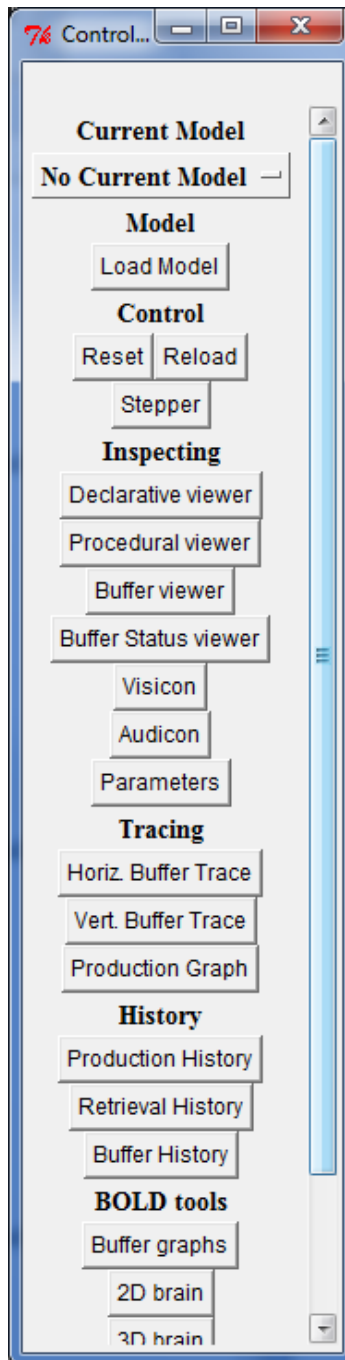 Control...
Current Model
No Current Model
Model
Load Model
Control
Reset Reload
Stepper
Inspecting
Declarative viewer
Procedural viewer
Buffer viewer
Buffer Status viewer
Visicon
Audicon
Parameters
Tracing
Horiz. Buffer Trace
Vert. Buffer Trace
Production Graph
History
Production History
Retrieval History
Buffer History
BOLD tools
Buffer graphs
2D brain
3D brain